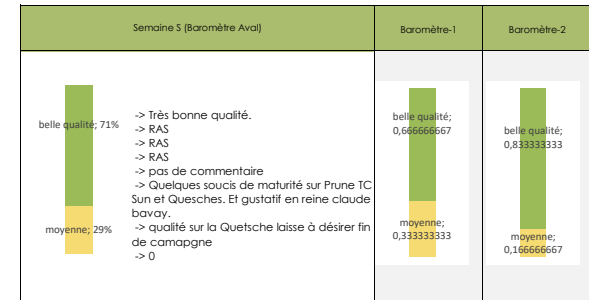 Semaine S (Baromètre Aval)
Baromètre-1
Baromètre-2
belle qualité; 71%
moyenne; 29%
-> Très bonne qualité.
-> RAS
-> RAS
-> RAS
-> pas de commentaire
-> Quelques soucis de maturité sur Prune TC
Sun et Quesches. Et gustatif en reine claude
bavay.
-> qualité sur la Quetsche laisse à désirer fin
de camapgne
-> 0
belle qualité;
0,666666667
moyenne;
0,333333333
belle qualité;
0,833333333
moyenne;
0,166666667